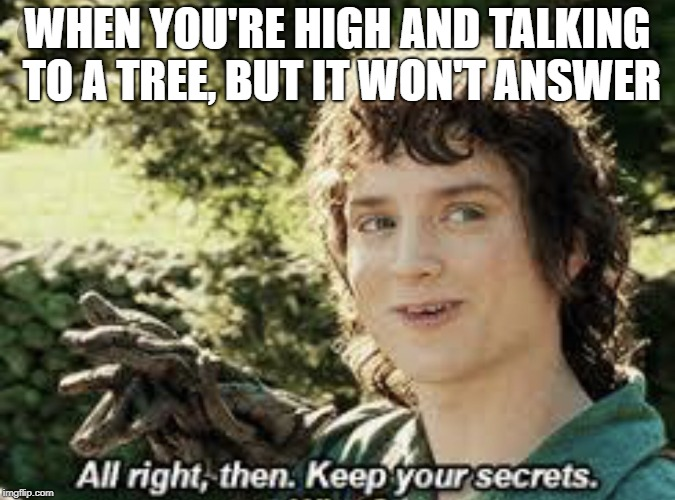 WHEN YOU'RE HIGH AND TALKING
TO A TREE, BUT IT WON'T ANSWER
All right, then. Keep your secrets.
imgflip.com